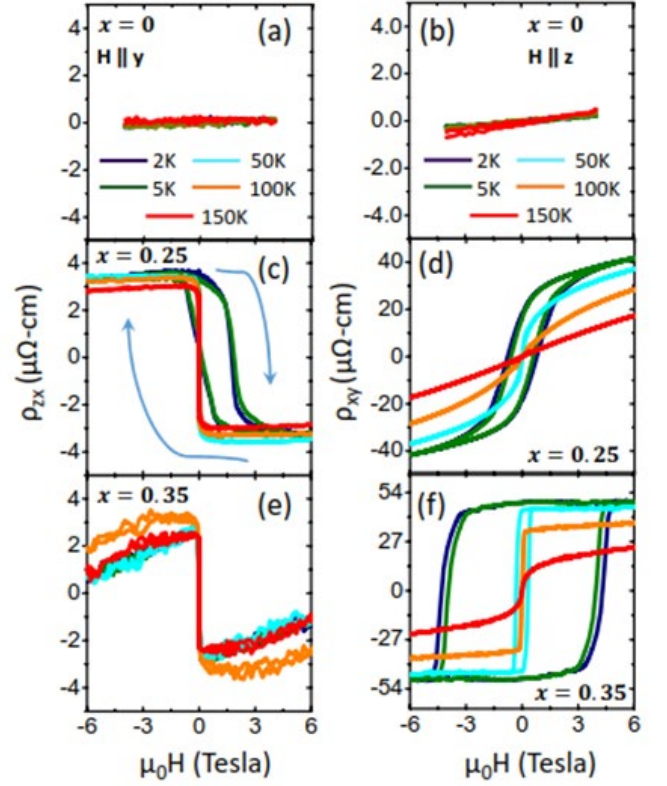 x = 0 (a)
H ∥ y
4
2
0
-2
-4
2K 50K
5K 100K
150K
(b) x = 0
H ∥ z
4.0
2.0
0.0
-2.0
-4.0
2K 50K
5K 100K
150K
x = 0.25 (c)
4
2
0
-2
-4
ρzx (μΩ-cm)
(d)
40
20
0
-20
-40
ρxy (μΩ-cm)
x = 0.25
x = 0.35 (e)
4
2
0
-2
-4
-6 -3 0 3 6
μ0H (Tesla)
(f)
54
27
0
-27
-54
x = 0.35
-6 -3 0 3 6
μ0H (Tesla)